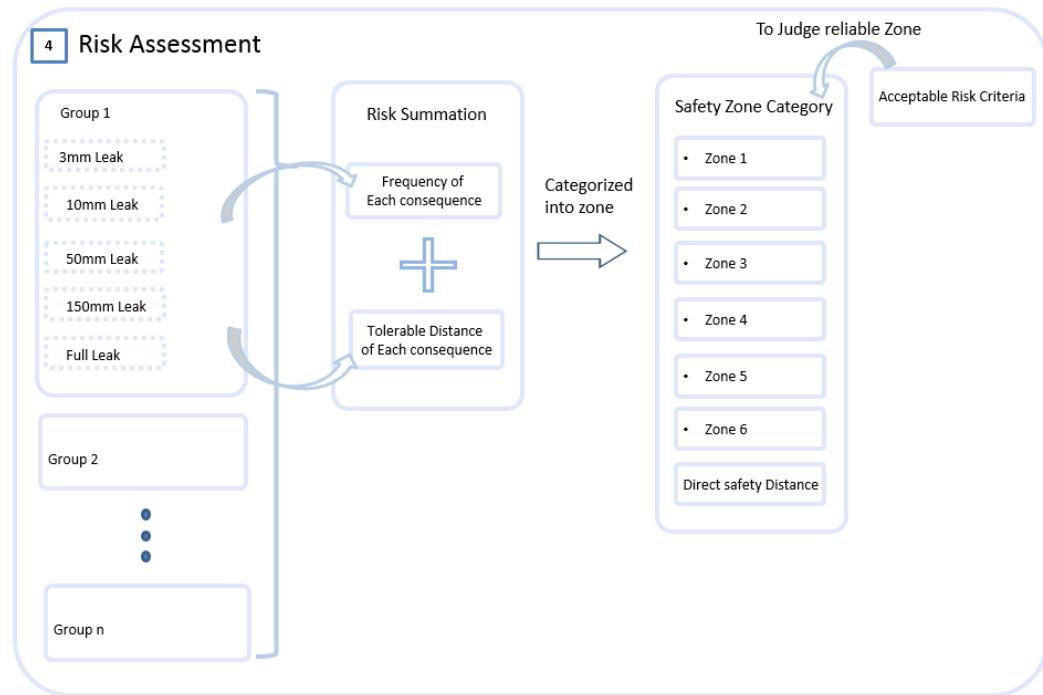 4 Risk Assessment
Group 1
3mm Leak
10mm Leak
50mm Leak
150mm Leak
Full Leak
Group 2
Group n
Risk Summation
Frequency of
Each consequence
Tolerable Distance
of Each consequence
Categorized
into zone
To Judge reliable Zone
Safety Zone Category
• Zone 1
• Zone 2
• Zone 3
• Zone 4
• Zone 5
• Zone 6
Direct safety Distance
Acceptable Risk Criteria